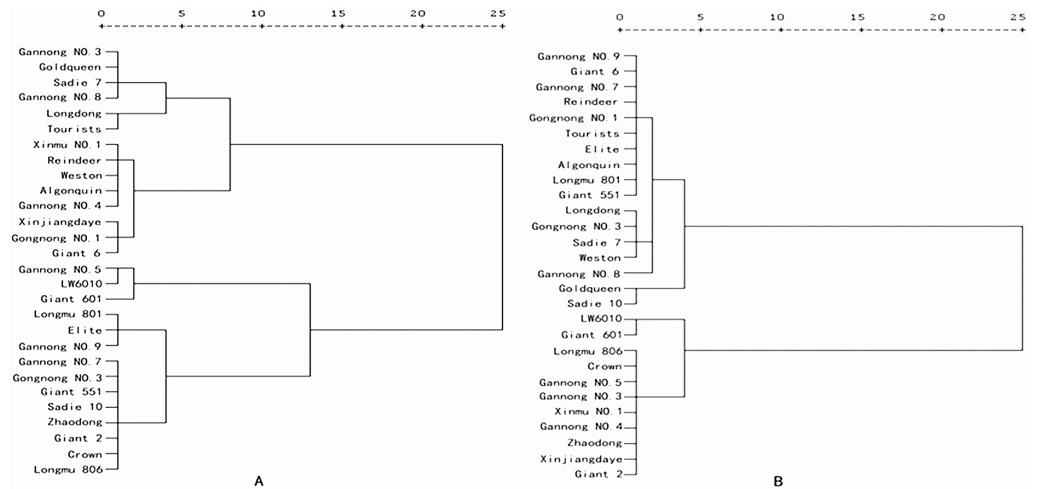 0 5 10 15 20 25
Gannong NO.3
Goldqueen
Sadie 7
Gannong NO.8
Longdong
Tourists
Xinmu NO.1
Reindeer
Weston
Algonquin
Gannong NO.4
Xinjiangdaye
Gongnong NO.1
Giant 6
Gannong NO.5
LW6010
Giant 601
Longmu 801
Elite
Gannong NO.9
Gannong NO.7
Gongnong NO.3
Giant 551
Sadie 10
Zhaodong
Giant 2
Crown
Longmu 806
A
0 5 10 15 20 25
Gannong NO.9
Giant 6
Gannong NO.7
Reindeer
Gongnong NO.1
Tourists
Elite
Algonquin
Longmu 801
Giant 551
Longdong
Gongnong NO.3
Sadie 7
Weston
Gannong NO.8
Goldqueen
Sadie 10
LW6010
Giant 601
Longmu 806
Crown
Gannong NO.5
Gannong NO.3
Xinmu NO.1
Gannong NO.4
Zhaodong
Xinjiangdaye
Giant 2
B